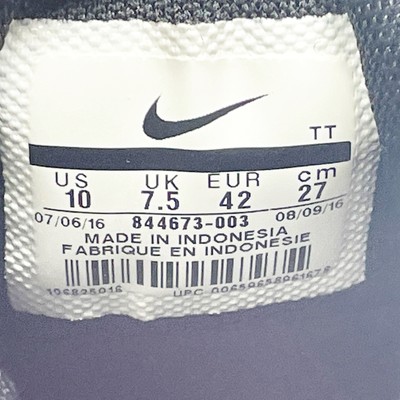 TT
US UK EUR cm
10 7.5 42 27
07/06/16 844673-003 08/09/16
MADE IN INDONESIA
FABRIQUE EN INDONESIE
UPC